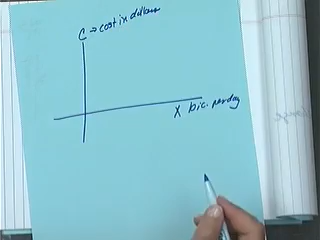 C → cost in dollars
X bic. per day